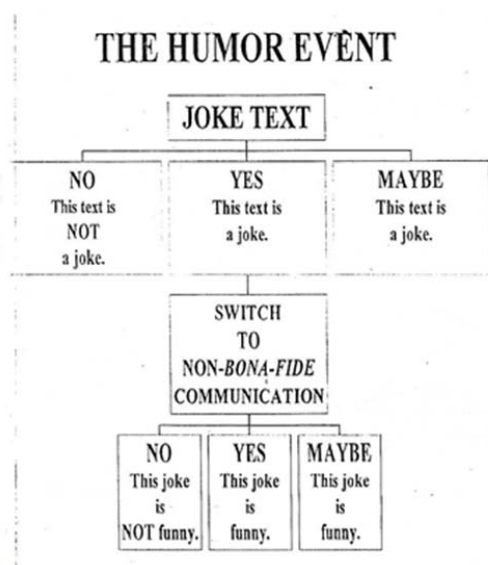 THE HUMOR EVENT
JOKE TEXT
NO
This text is
NOT
a joke.
YES
This text is
a joke.
MAYBE
This text is
a joke.
SWITCH
TO
NON-BONA-FIDE
COMMUNICATION
NO
This joke
is
NOT funny.
YES
This joke
is
funny.
MAYBE
This joke
is
funny.